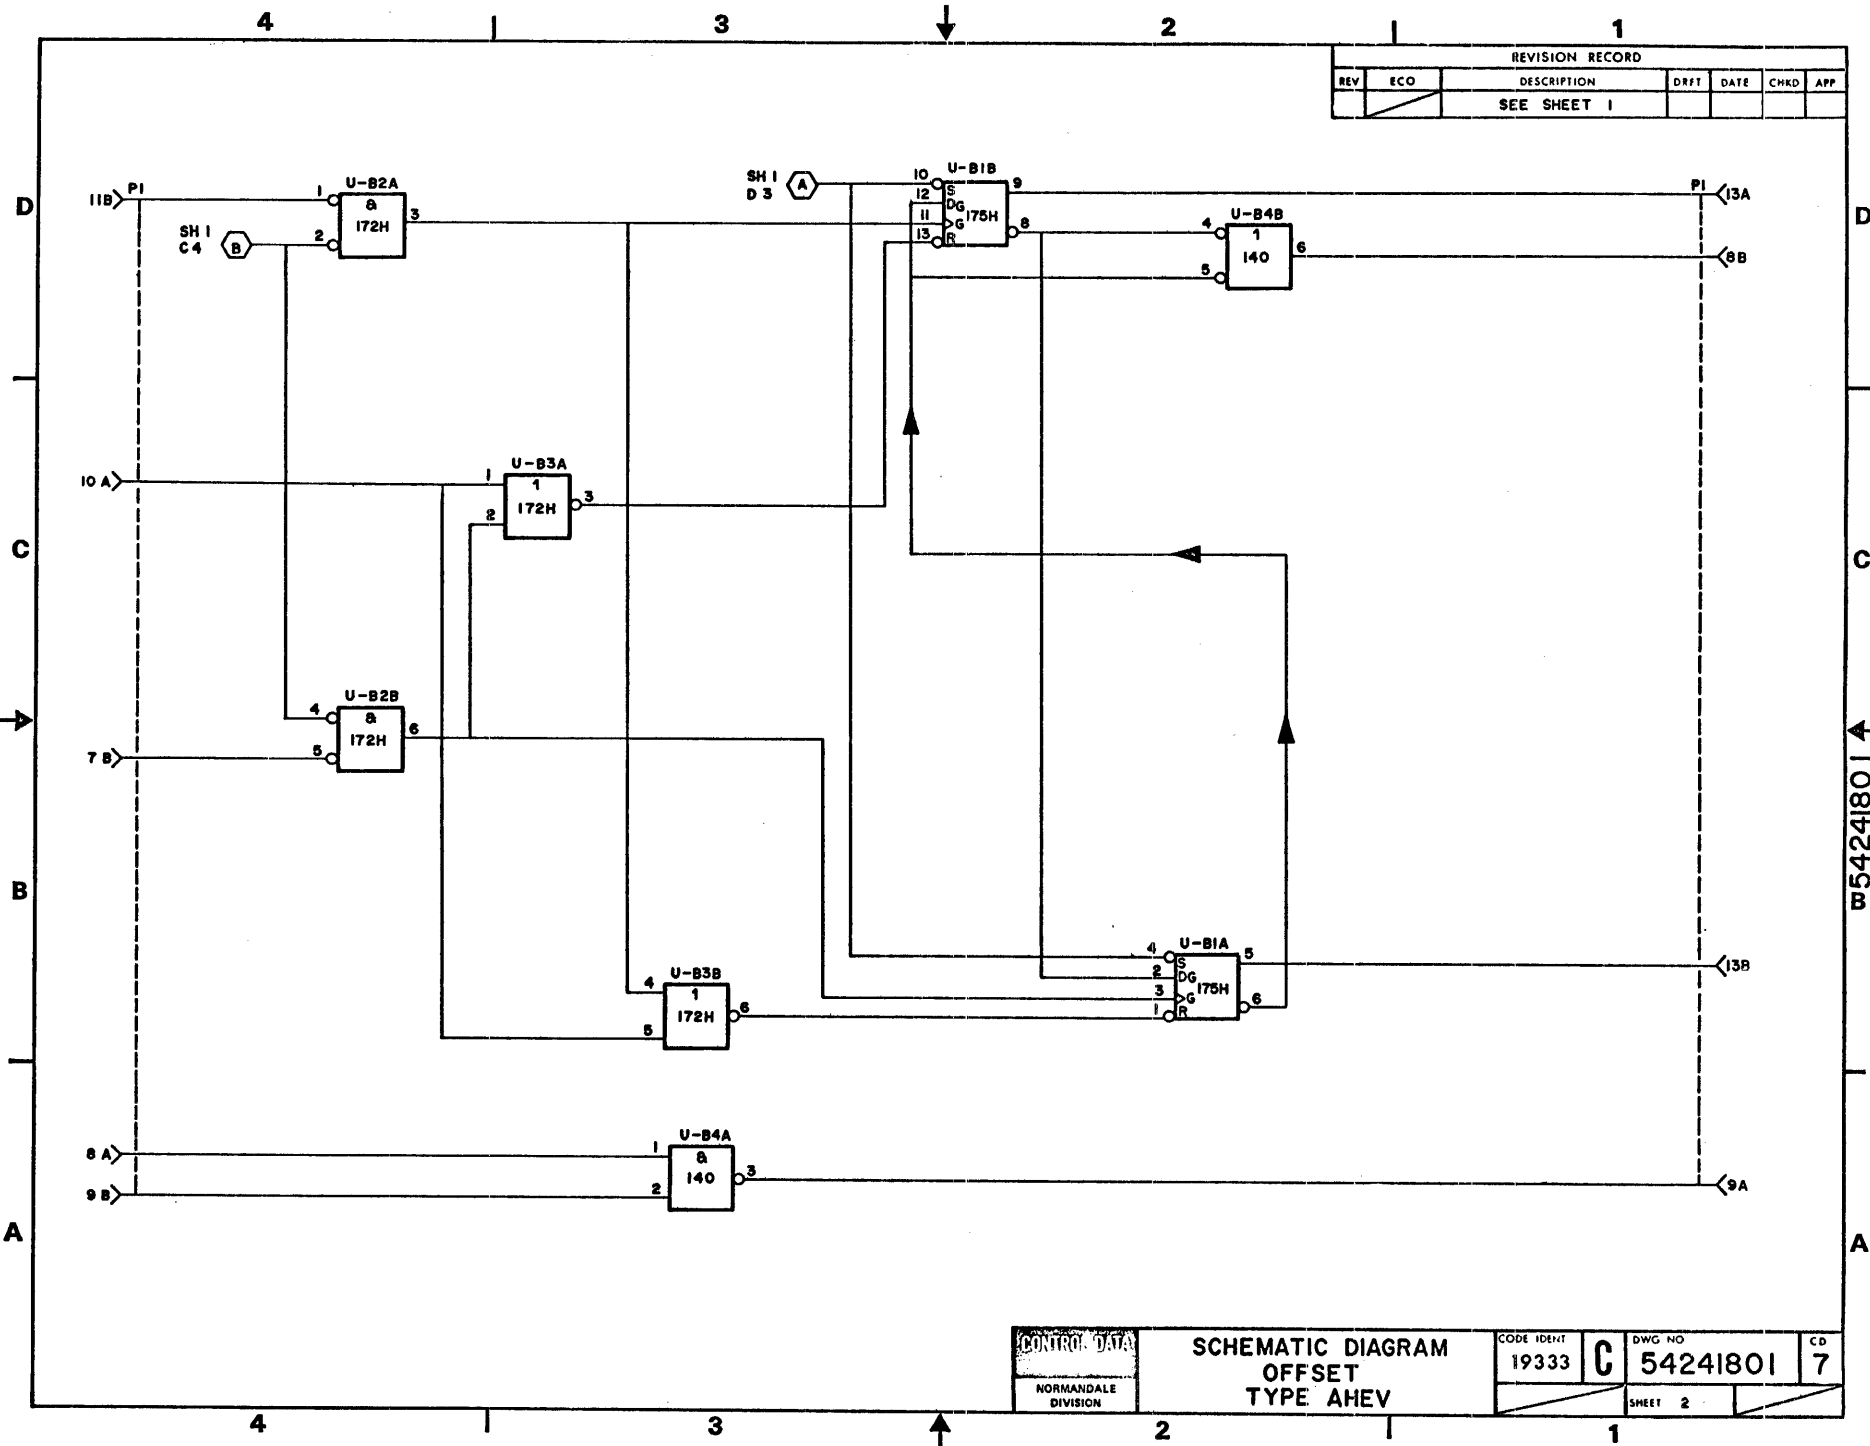 4 3 2 1
REVISION RECORD
REV ECO DESCRIPTION DRFT DATE CHKD APP
SEE SHEET 1
D
D
11B P1
1 U-B2A
&
172H
3
2
SH 1
C4
B
SH 1
D 3
A
U-B1B
10 S 9
12 DG
11 G 175H
13 R 8
P1 13A
U-B4B
4 1
140
5
6
8B
10 A
U-B3A
1 1
172H
2
3
C
C
U-B2B
4 &
172H
5
6
7 B
B
B
54241801
B
U-B3B
4 1
172H
5
6
U-B1A
4 S 5
2 DG
3 G 175H
1 R 6
13B
8 A
9 B
U-B4A
1 &
140
2
3
9A
A
A
CONTROL DATA
NORMANDALE
DIVISION
SCHEMATIC DIAGRAM
OFFSET
TYPE AHEV
CODE IDENT
19333
C
DWG NO
54241801
CD
7
SHEET 2
4 3 2 1